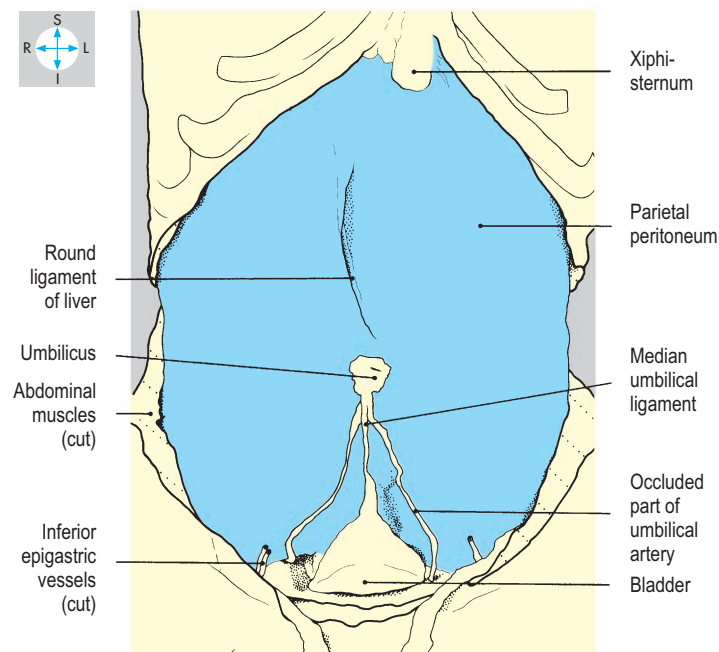 S
R L
I
Xiphi-
sternum
Parietal
peritoneum
Round
ligament
of liver
Umbilicus
Median
umbilical
ligament
Abdominal
muscles
(cut)
Occluded
part of
umbilical
artery
Inferior
epigastric
vessels
(cut)
Bladder